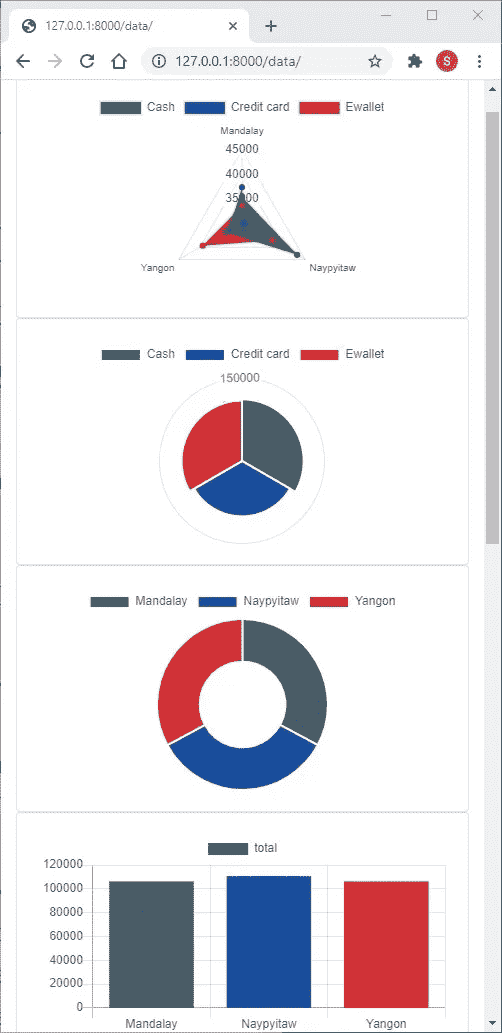 127.0.0.1:8000/data/
127.0.0.1:8000/data/
S
Cash Credit card Ewallet
Mandalay
45000
40000
35000
Yangon Naypyitaw
Cash Credit card Ewallet
150000
Mandalay Naypyitaw Yangon
total
120000
100000
80000
60000
40000
20000
0
Mandalay Naypyitaw Yangon